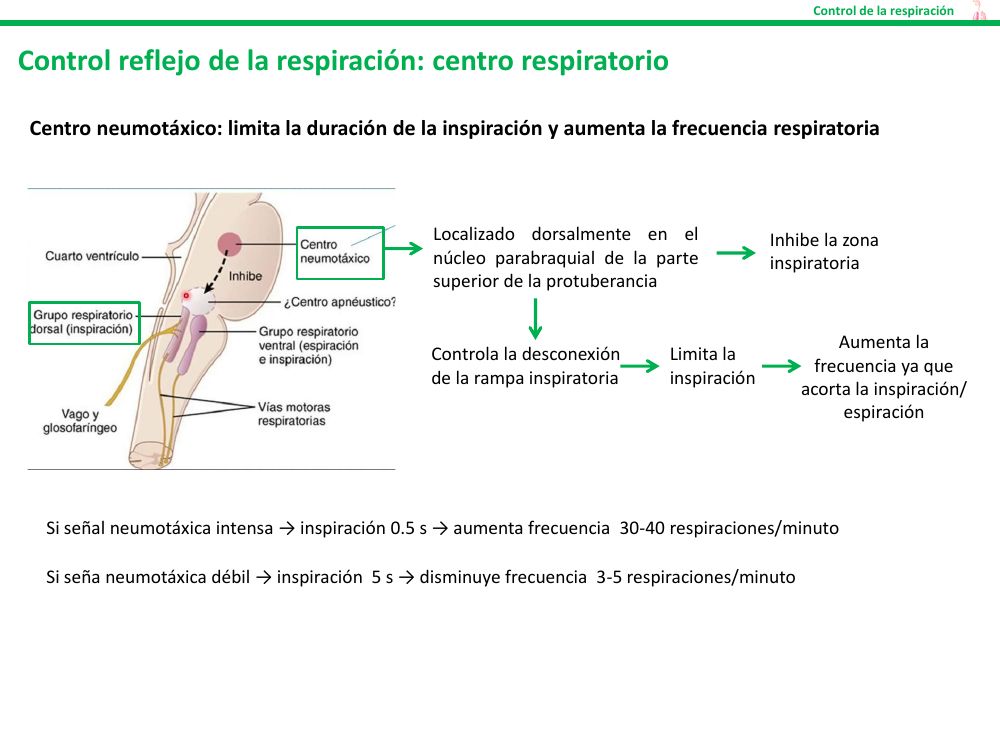 Control de la respiración
Control reflejo de la respiración: centro respiratorio
Centro neumotáxico: limita la duración de la inspiración y aumenta la frecuencia respiratoria
Cuarto ventrículo
Centro
neumotáxico
Inhibe
¿Centro apnéustico?
Grupo respiratorio
dorsal (inspiración)
Grupo respiratorio
ventral (espiración
e inspiración)
Vago y
glosofaríngeo
Vías motoras
respiratorias
Localizado dorsalmente en el
núcleo parabraquial de la parte
superior de la protuberancia
Inhibe la zona
inspiratoria
Controla la desconexión
de la rampa inspiratoria
Limita la
inspiración
Aumenta la
frecuencia ya que
acorta la inspiración/
espiración
Si señal neumotáxica intensa → inspiración 0.5 s → aumenta frecuencia 30-40 respiraciones/minuto
Si seña neumotáxica débil → inspiración 5 s → disminuye frecuencia 3-5 respiraciones/minuto